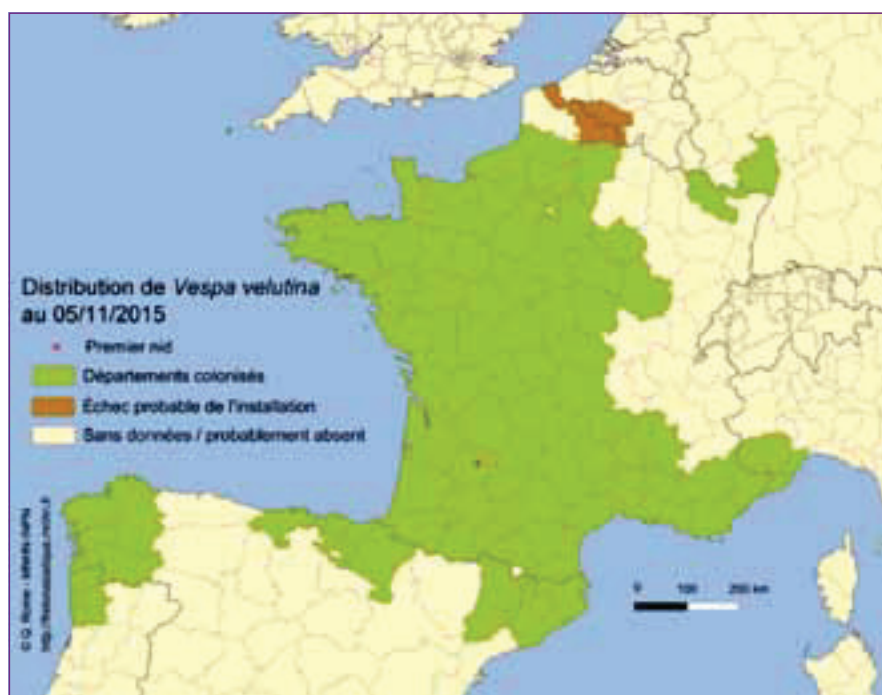 Distribution de Vespa velutina
au 05/11/2015
Premier nid
Départements colonisés
Échec probable de l'installation
Sans données / probablement absent
0 100 200 km